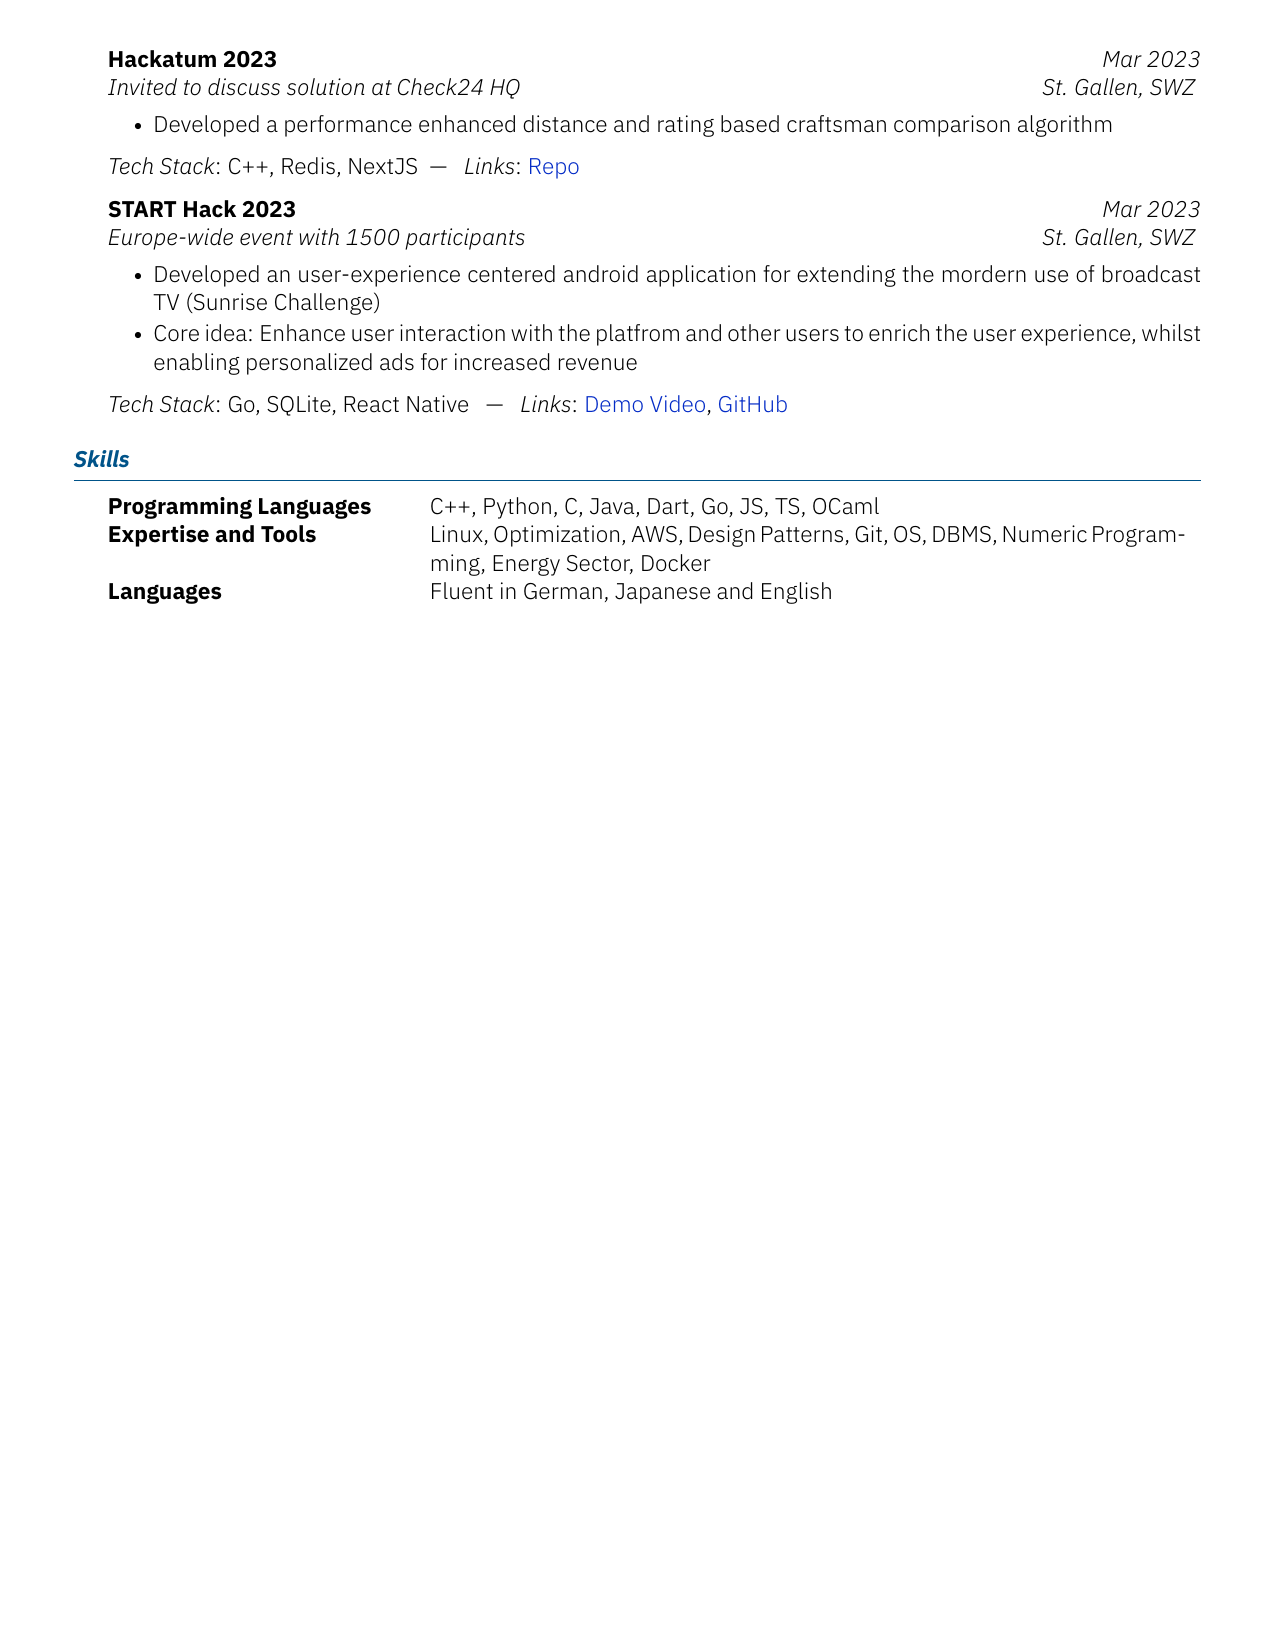 Hackatum 2023 Mar 2023
Invited to discuss solution at Check24 HQ St. Gallen, SWZ
• Developed a performance enhanced distance and rating based craftsman comparison algorithm
Tech Stack: C++, Redis, NextJS — Links: Repo
START Hack 2023 Mar 2023
Europe-wide event with 1500 participants St. Gallen, SWZ
• Developed an user-experience centered android application for extending the mordern use of broadcast
TV (Sunrise Challenge)
• Core idea: Enhance user interaction with the platfrom and other users to enrich the user experience, whilst
enabling personalized ads for increased revenue
Tech Stack: Go, SQLite, React Native — Links: Demo Video, GitHub
Skills
Programming Languages C++, Python, C, Java, Dart, Go, JS, TS, OCaml
Expertise and Tools Linux, Optimization, AWS, Design Patterns, Git, OS, DBMS, Numeric Program-
ming, Energy Sector, Docker
Languages Fluent in German, Japanese and English